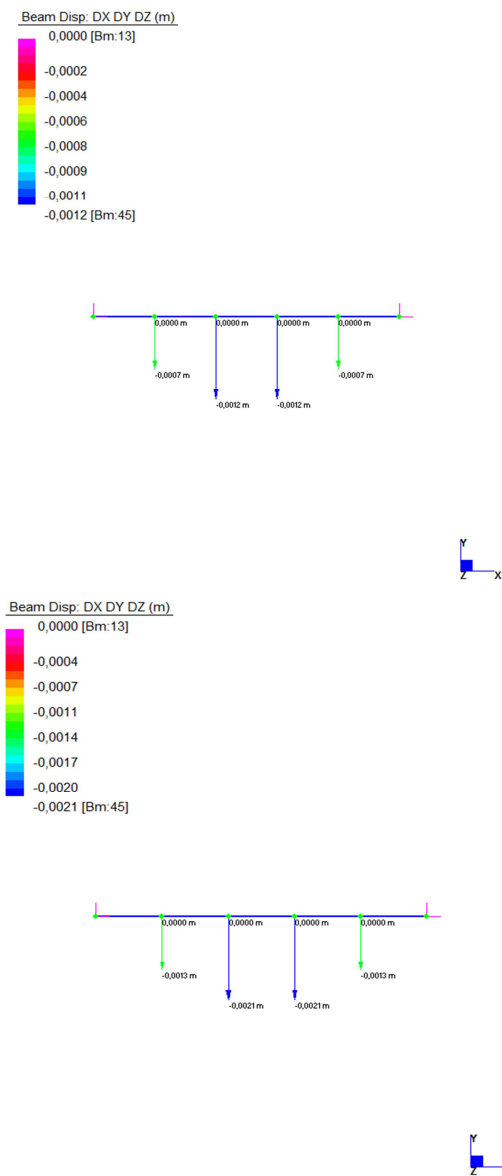 Beam Disp: DX DY DZ (m)
0,0000 [Bm:13]
-0,0002
-0,0004
-0,0006
-0,0008
-0,0009
-0,0011
-0,0012 [Bm:45]
0,0000 m 0,0000 m 0,0000 m 0,0000 m
-0,0007 m -0,0007 m
-0,0012 m -0,0012 m
Y
Z X
Beam Disp: DX DY DZ (m)
0,0000 [Bm:13]
-0,0004
-0,0007
-0,0011
-0,0014
-0,0017
-0,0020
-0,0021 [Bm:45]
0,0000 m 0,0000 m 0,0000 m 0,0000 m
-0,0013 m -0,0013 m
-0,0021 m -0,0021 m
Y
Z